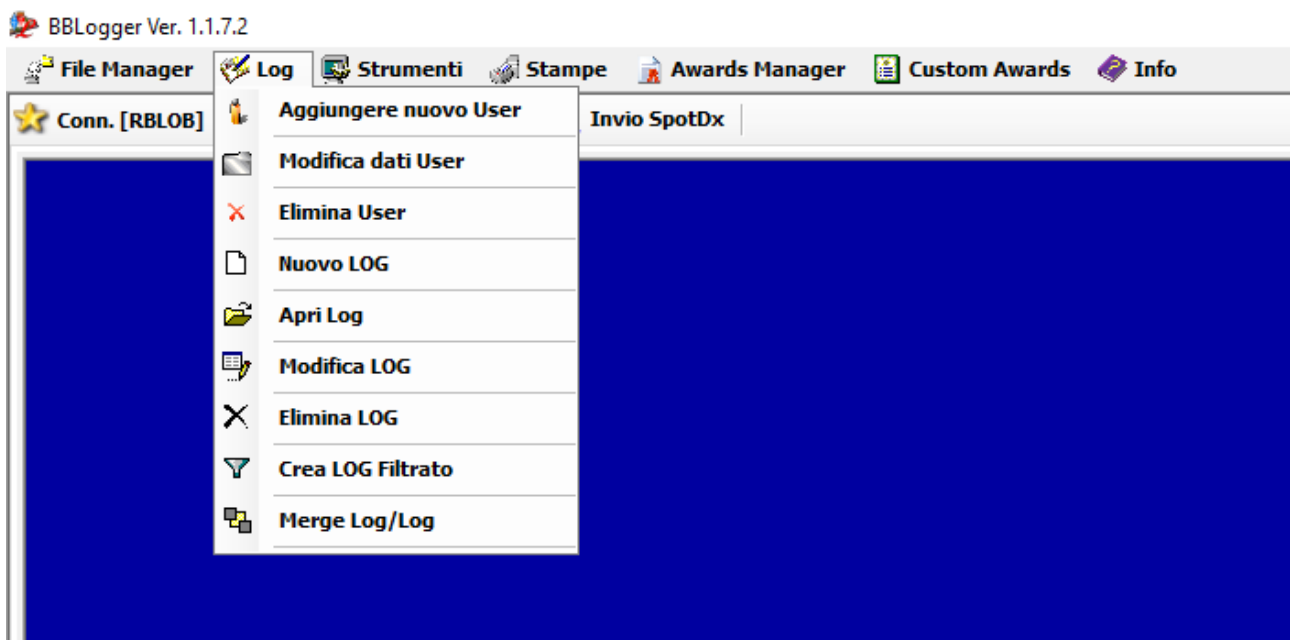 BBLogger Ver. 1.1.7.2
File Manager Log Strumenti Stampe Awards Manager Custom Awards Info
Conn. [RBLOB] Invio SpotDx
Aggiungere nuovo User
Modifica dati User
Elimina User
Nuovo LOG
Apri Log
Modifica LOG
Elimina LOG
Crea LOG Filtrato
Merge Log/Log